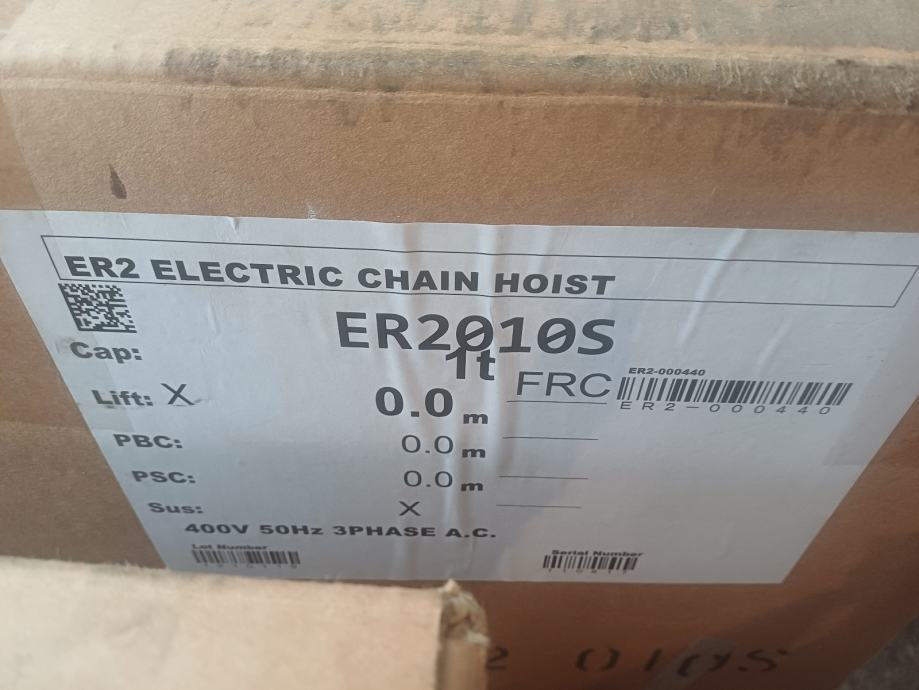 ER2 ELECTRIC CHAIN HOIST
ER2010S
Cap: 1t
Lift: X 0.0 m FRC
ER2-000440
ER2-000440
PBC: 0.0 m
PSC: 0.0 m
Sus: X
400V 50Hz 3PHASE A.C.
Lot Number
Serial Number